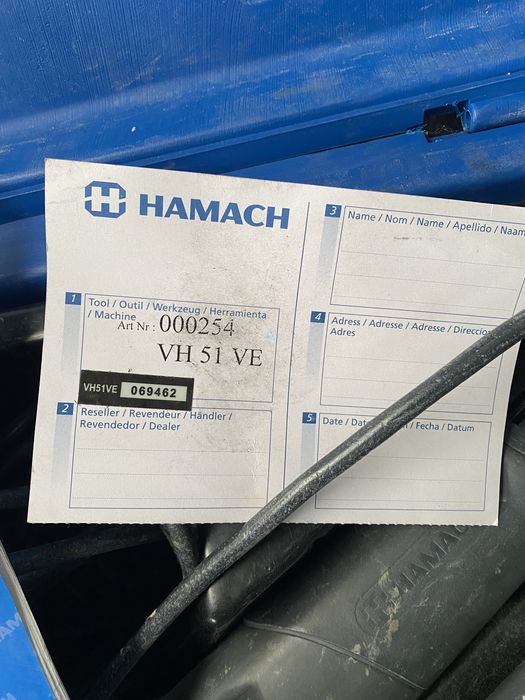 HAMACH
1
Tool / Outil / Werkzeug / Herramienta
/ Machine
Art Nr : 000254
VH 51 VE
VH51VE 069462
2
Reseller / Revendeur / Händler /
Revendedor / Dealer
3
Name / Nom / Name / Apellido / Naam
4
Adress / Adresse / Adresse / Direccio
Adres
5
Date / Dat / Fecha / Datum
HAMACH